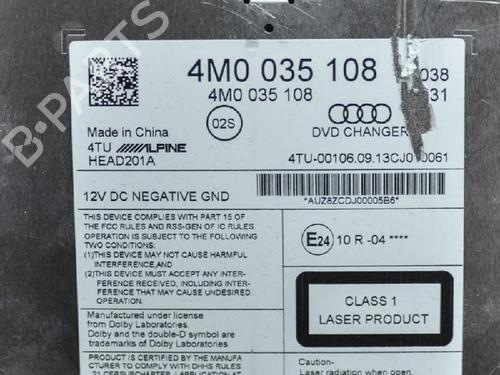 B-PARTS
4M0 035 108 038
4M0 035 108 631
02S
Made in China
4TU ALPINE
HEAD201A
DVD CHANGER
4TU-00106.09.13CJ010061
12V DC NEGATIVE GND
*AUZ8ZCDJ00005B6*
THIS DEVICE COMPLIES WITH PART 15 OF
THE FCC RULES AND RSS-GEN OF IC RULES.
OPERATION IS SUBJECT TO THE FOLLOWING
TWO CONDITIONS:
(1)THIS DEVICE MAY NOT CAUSE HARMFUL
INTERFERENCE,AND
(2)THIS DEVICE MUST ACCEPT ANY INTER-
FERENCE RECEIVED, INCLUDING INTER-
FERENCE THAT MAY CAUSE UNDESIRED
OPERATION.
E24 10 R -04 ****
CLASS 1
LASER PRODUCT
Manufactured under license
from Dolby Laboratories.
Dolby and the double-D symbol are
trademarks of Dolby Laboratories.
PRODUCT IS CERTIFIED BY THE MANUFA
CTURER TO COMPLY WITH DHHS RULES
Caution-
Laser radiation when open.